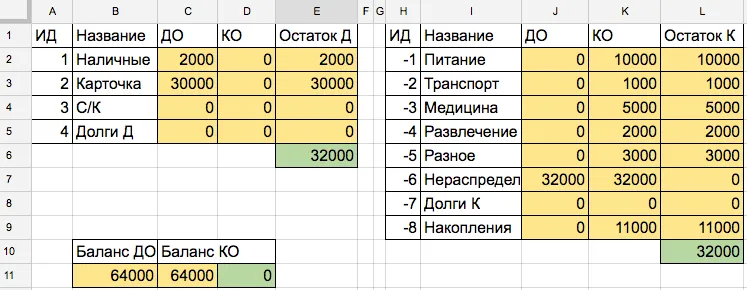 A B C D E F G H I J K L
1 ИД Название ДО КО Остаток Д ИД Название ДО КО Остаток К
2 1 Наличные 2000 0 2000 -1 Питание 0 10000 10000
3 2 Карточка 30000 0 30000 -2 Транспорт 0 1000 1000
4 3 С/К 0 0 0 -3 Медицина 0 5000 5000
5 4 Долги Д 0 0 0 -4 Развлечение 0 2000 2000
6 32000 -5 Разное 0 3000 3000
7 -6 Нераспредел 32000 32000 0
8 -7 Долги К 0 0 0
9 -8 Накопления 0 11000 11000
10 Баланс ДО Баланс КО 32000
11 64000 64000 0